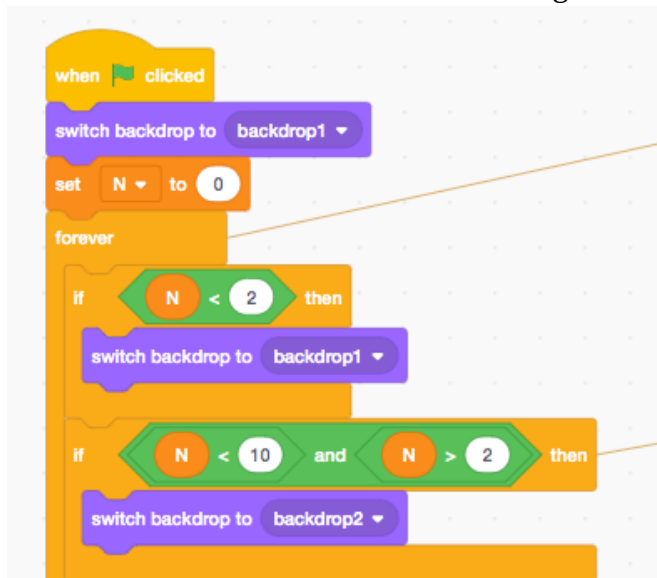 when clicked
switch backdrop to backdrop1
set N to 0
forever
if N < 2 then
switch backdrop to backdrop1
if N < 10 and N > 2 then
switch backdrop to backdrop2